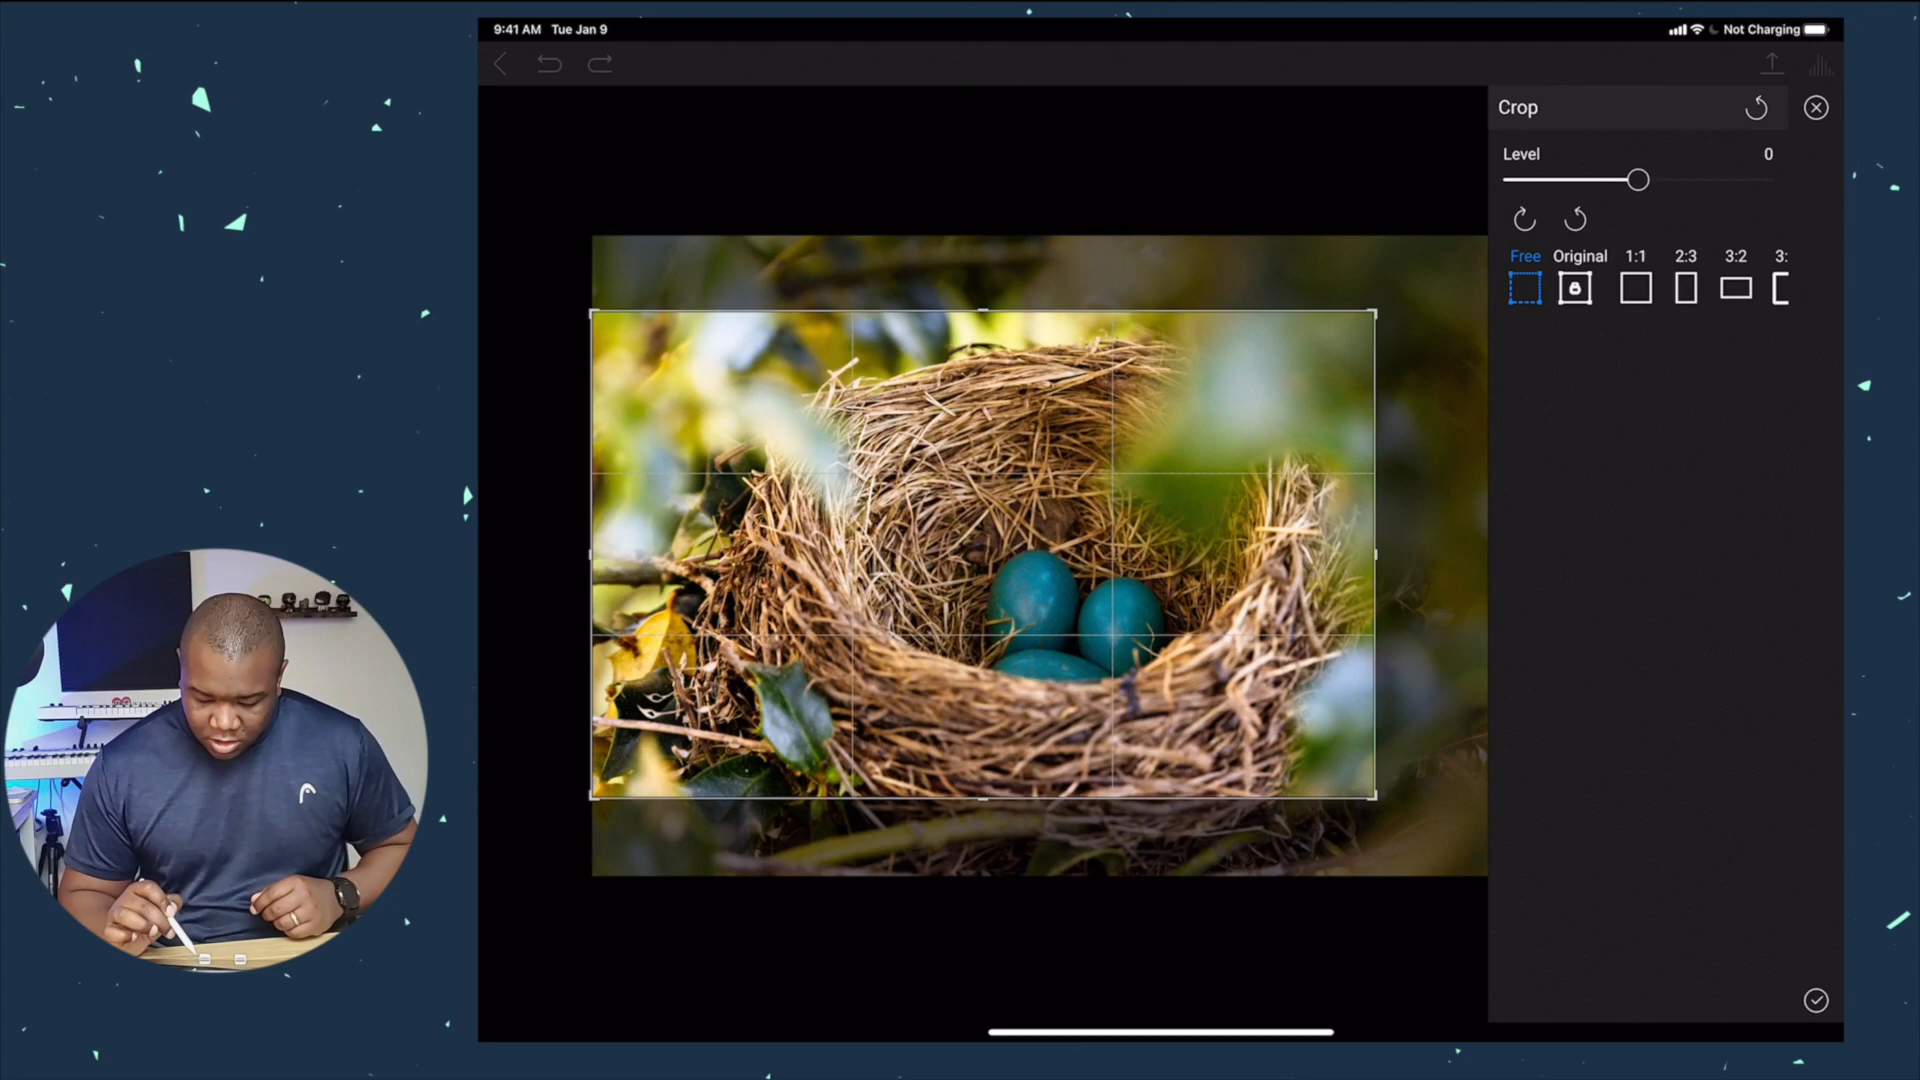 9:41 AM Tue Jan 9
Not Charging
Crop
Level 0
Free Original 1:1 2:3 3:2 3: